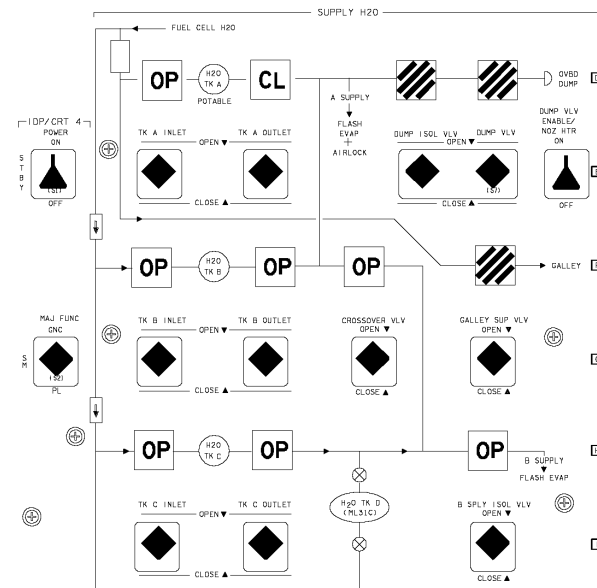 SUPPLY H2O
FUEL CELL H2O
OP
H2O
TK A
POTABLE
CL
OVBD
DUMP
A SUPPLY
FLASH
EVAP
+
AIRLOCK
IDP/CRT 4
POWER
ON
STBY
(S1)
OFF
TK A INLET
TK A OUTLET
OPEN ▼
CLOSE ▲
DUMP ISOL VLV
DUMP VLV
OPEN ▼
(S7)
CLOSE ▲
DUMP VLV
ENABLE/
NOZ HTR
ON
OFF
OP
H2O
TK B
OP
OP
GALLEY
MAJ FUNC
GNC
SM
(S2)
PL
TK B INLET
TK B OUTLET
OPEN ▼
CLOSE ▲
CROSSOVER VLV
OPEN ▼
CLOSE ▲
GALLEY SUP VLV
OPEN ▼
CLOSE ▲
OP
H2O
TK C
OP
OP
B SUPPLY
FLASH EVAP
H2O TK D
(ML31C)
TK C INLET
TK C OUTLET
OPEN ▼
CLOSE ▲
B SPLY ISOL VLV
OPEN ▼
CLOSE ▲